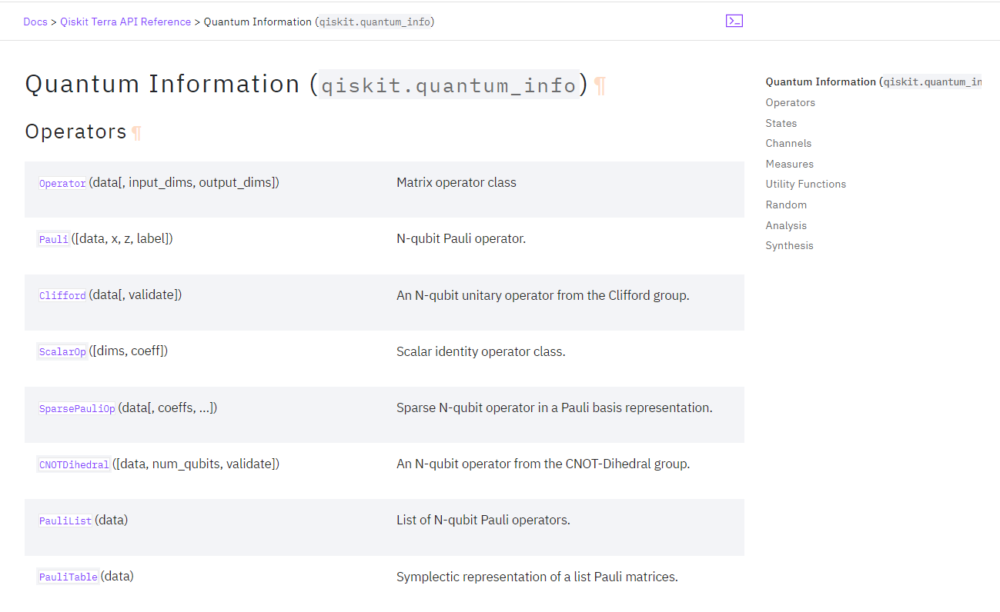 Docs > Qiskit Terra API Reference > Quantum Information (qiskit.quantum_info)
Quantum Information (qiskit.quantum_info) ¶
Operators ¶
Operator (data[, input_dims, output_dims]) Matrix operator class
Pauli ([data, x, z, label]) N-qubit Pauli operator.
Clifford (data[, validate]) An N-qubit unitary operator from the Clifford group.
ScalarOp ([dims, coeff]) Scalar identity operator class.
SparsePauliOp (data[, coeffs, ...]) Sparse N-qubit operator in a Pauli basis representation.
CNOTDihedral ([data, num_qubits, validate]) An N-qubit operator from the CNOT-Dihedral group.
PauliList (data) List of N-qubit Pauli operators.
PauliTable (data) Symplectic representation of a list Pauli matrices.
Quantum Information (qiskit.quantum_in
Operators
States
Channels
Measures
Utility Functions
Random
Analysis
Synthesis